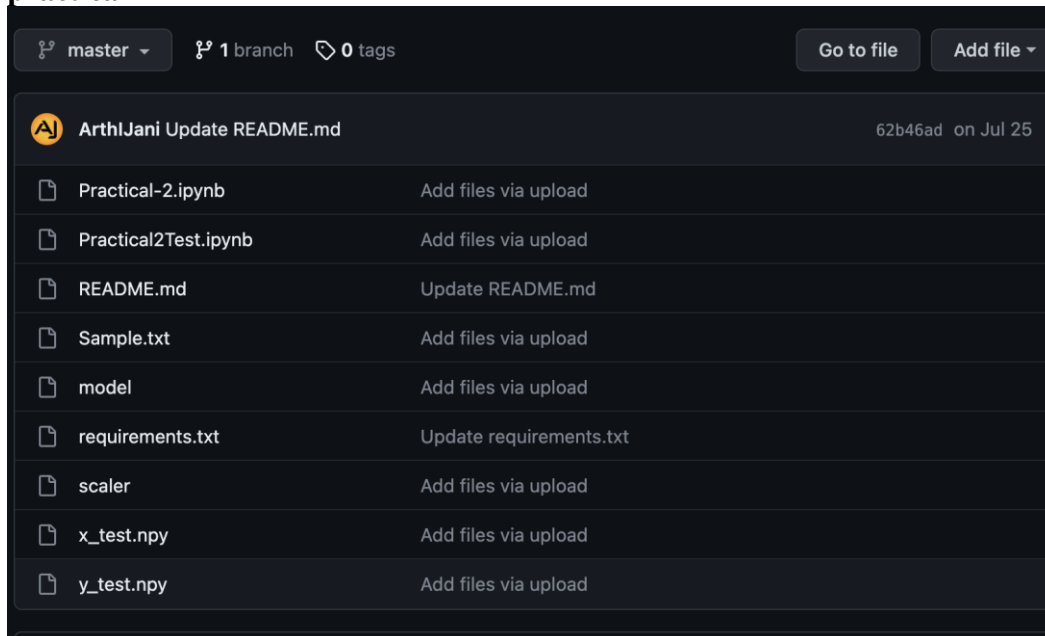 master 1 branch 0 tags Go to file Add file
AJ ArthIJani Update README.md 62b46ad on Jul 25
Practical-2.ipynb Add files via upload
Practical2Test.ipynb Add files via upload
README.md Update README.md
Sample.txt Add files via upload
model Add files via upload
requirements.txt Update requirements.txt
scaler Add files via upload
x_test.npy Add files via upload
y_test.npy Add files via upload